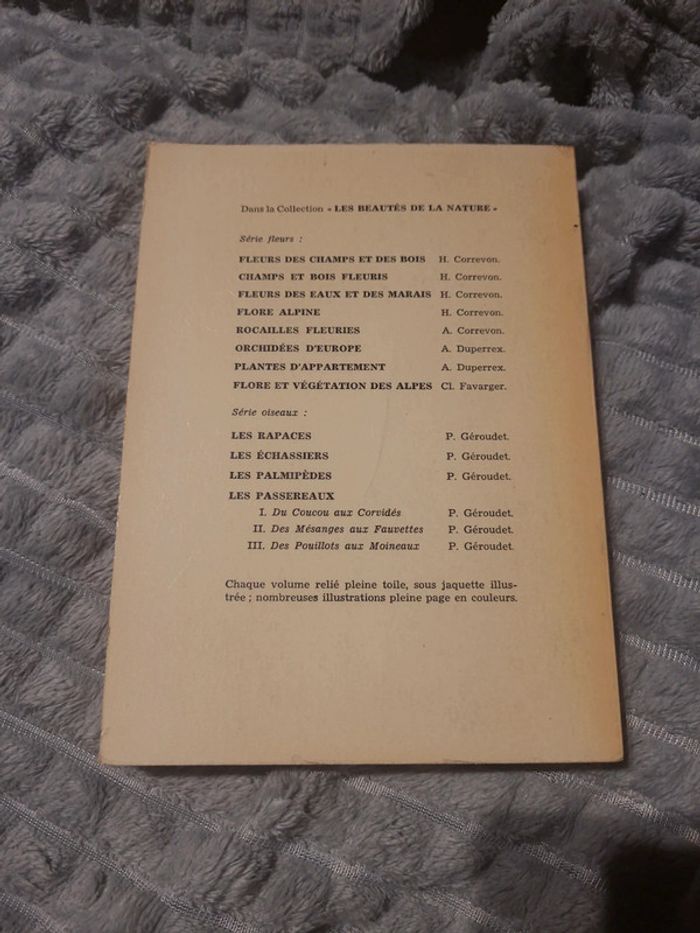 Dans la Collection « LES BEAUTÉS DE LA NATURE »
Série fleurs :
FLEURS DES CHAMPS ET DES BOIS H. Correvon.
CHAMPS ET BOIS FLEURIS H. Correvon.
FLEURS DES EAUX ET DES MARAIS H. Correvon.
FLORE ALPINE H. Correvon.
ROCAILLES FLEURIES A. Correvon.
ORCHIDÉES D'EUROPE A. Duperrex.
PLANTES D'APPARTEMENT A. Duperrex.
FLORE ET VÉGÉTATION DES ALPES Cl. Favarger.
Série oiseaux :
LES RAPACES P. Géroudet.
LES ÉCHASSIERS P. Géroudet.
LES PALMIPÈDES P. Géroudet.
LES PASSEREAUX
I. Du Coucou aux Corvidés P. Géroudet.
II. Des Mésanges aux Fauvettes P. Géroudet.
III. Des Pouillots aux Moineaux P. Géroudet.
Chaque volume relié pleine toile, sous jaquette illus-
trée ; nombreuses illustrations pleine page en couleurs.